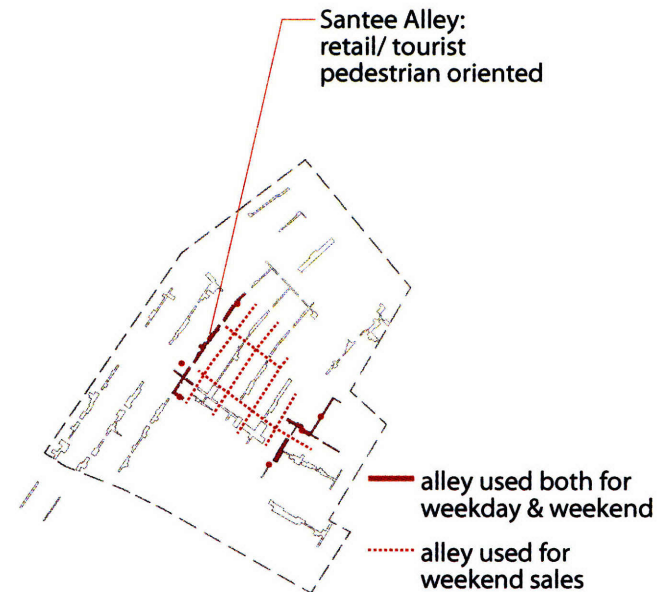 Santee Alley:
retail/ tourist
pedestrian oriented
alley used both for
weekday & weekend
alley used for
weekend sales